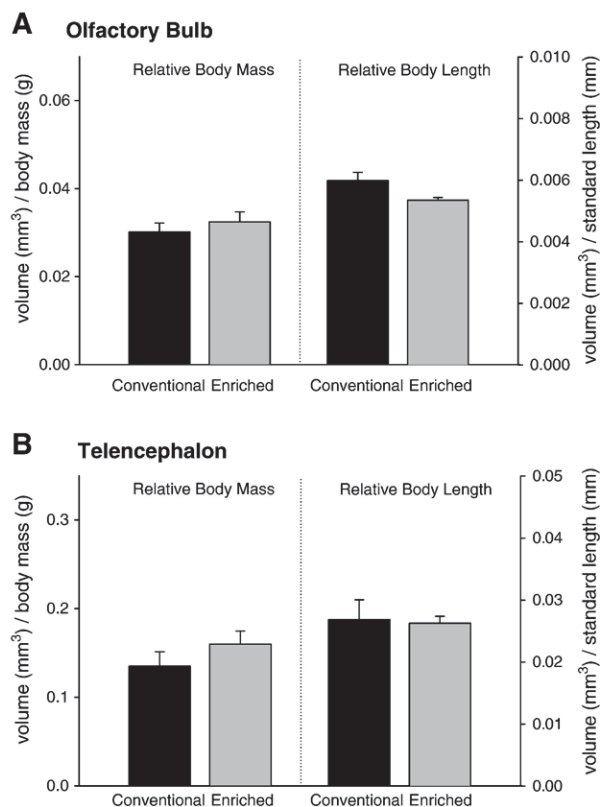 A Olfactory Bulb
Relative Body Mass Relative Body Length
volume (mm³) / body mass (g)
0.06
0.04
0.02
0.00
0.010
0.008
0.006
0.004
0.002
0.000
volume (mm³) / standard length (mm)
Conventional Enriched Conventional Enriched
B Telencephalon
Relative Body Mass Relative Body Length
volume (mm³) / body mass (g)
0.3
0.2
0.1
0.0
0.05
0.04
0.03
0.02
0.01
0.00
volume (mm³) / standard length (mm)
Conventional Enriched Conventional Enriched